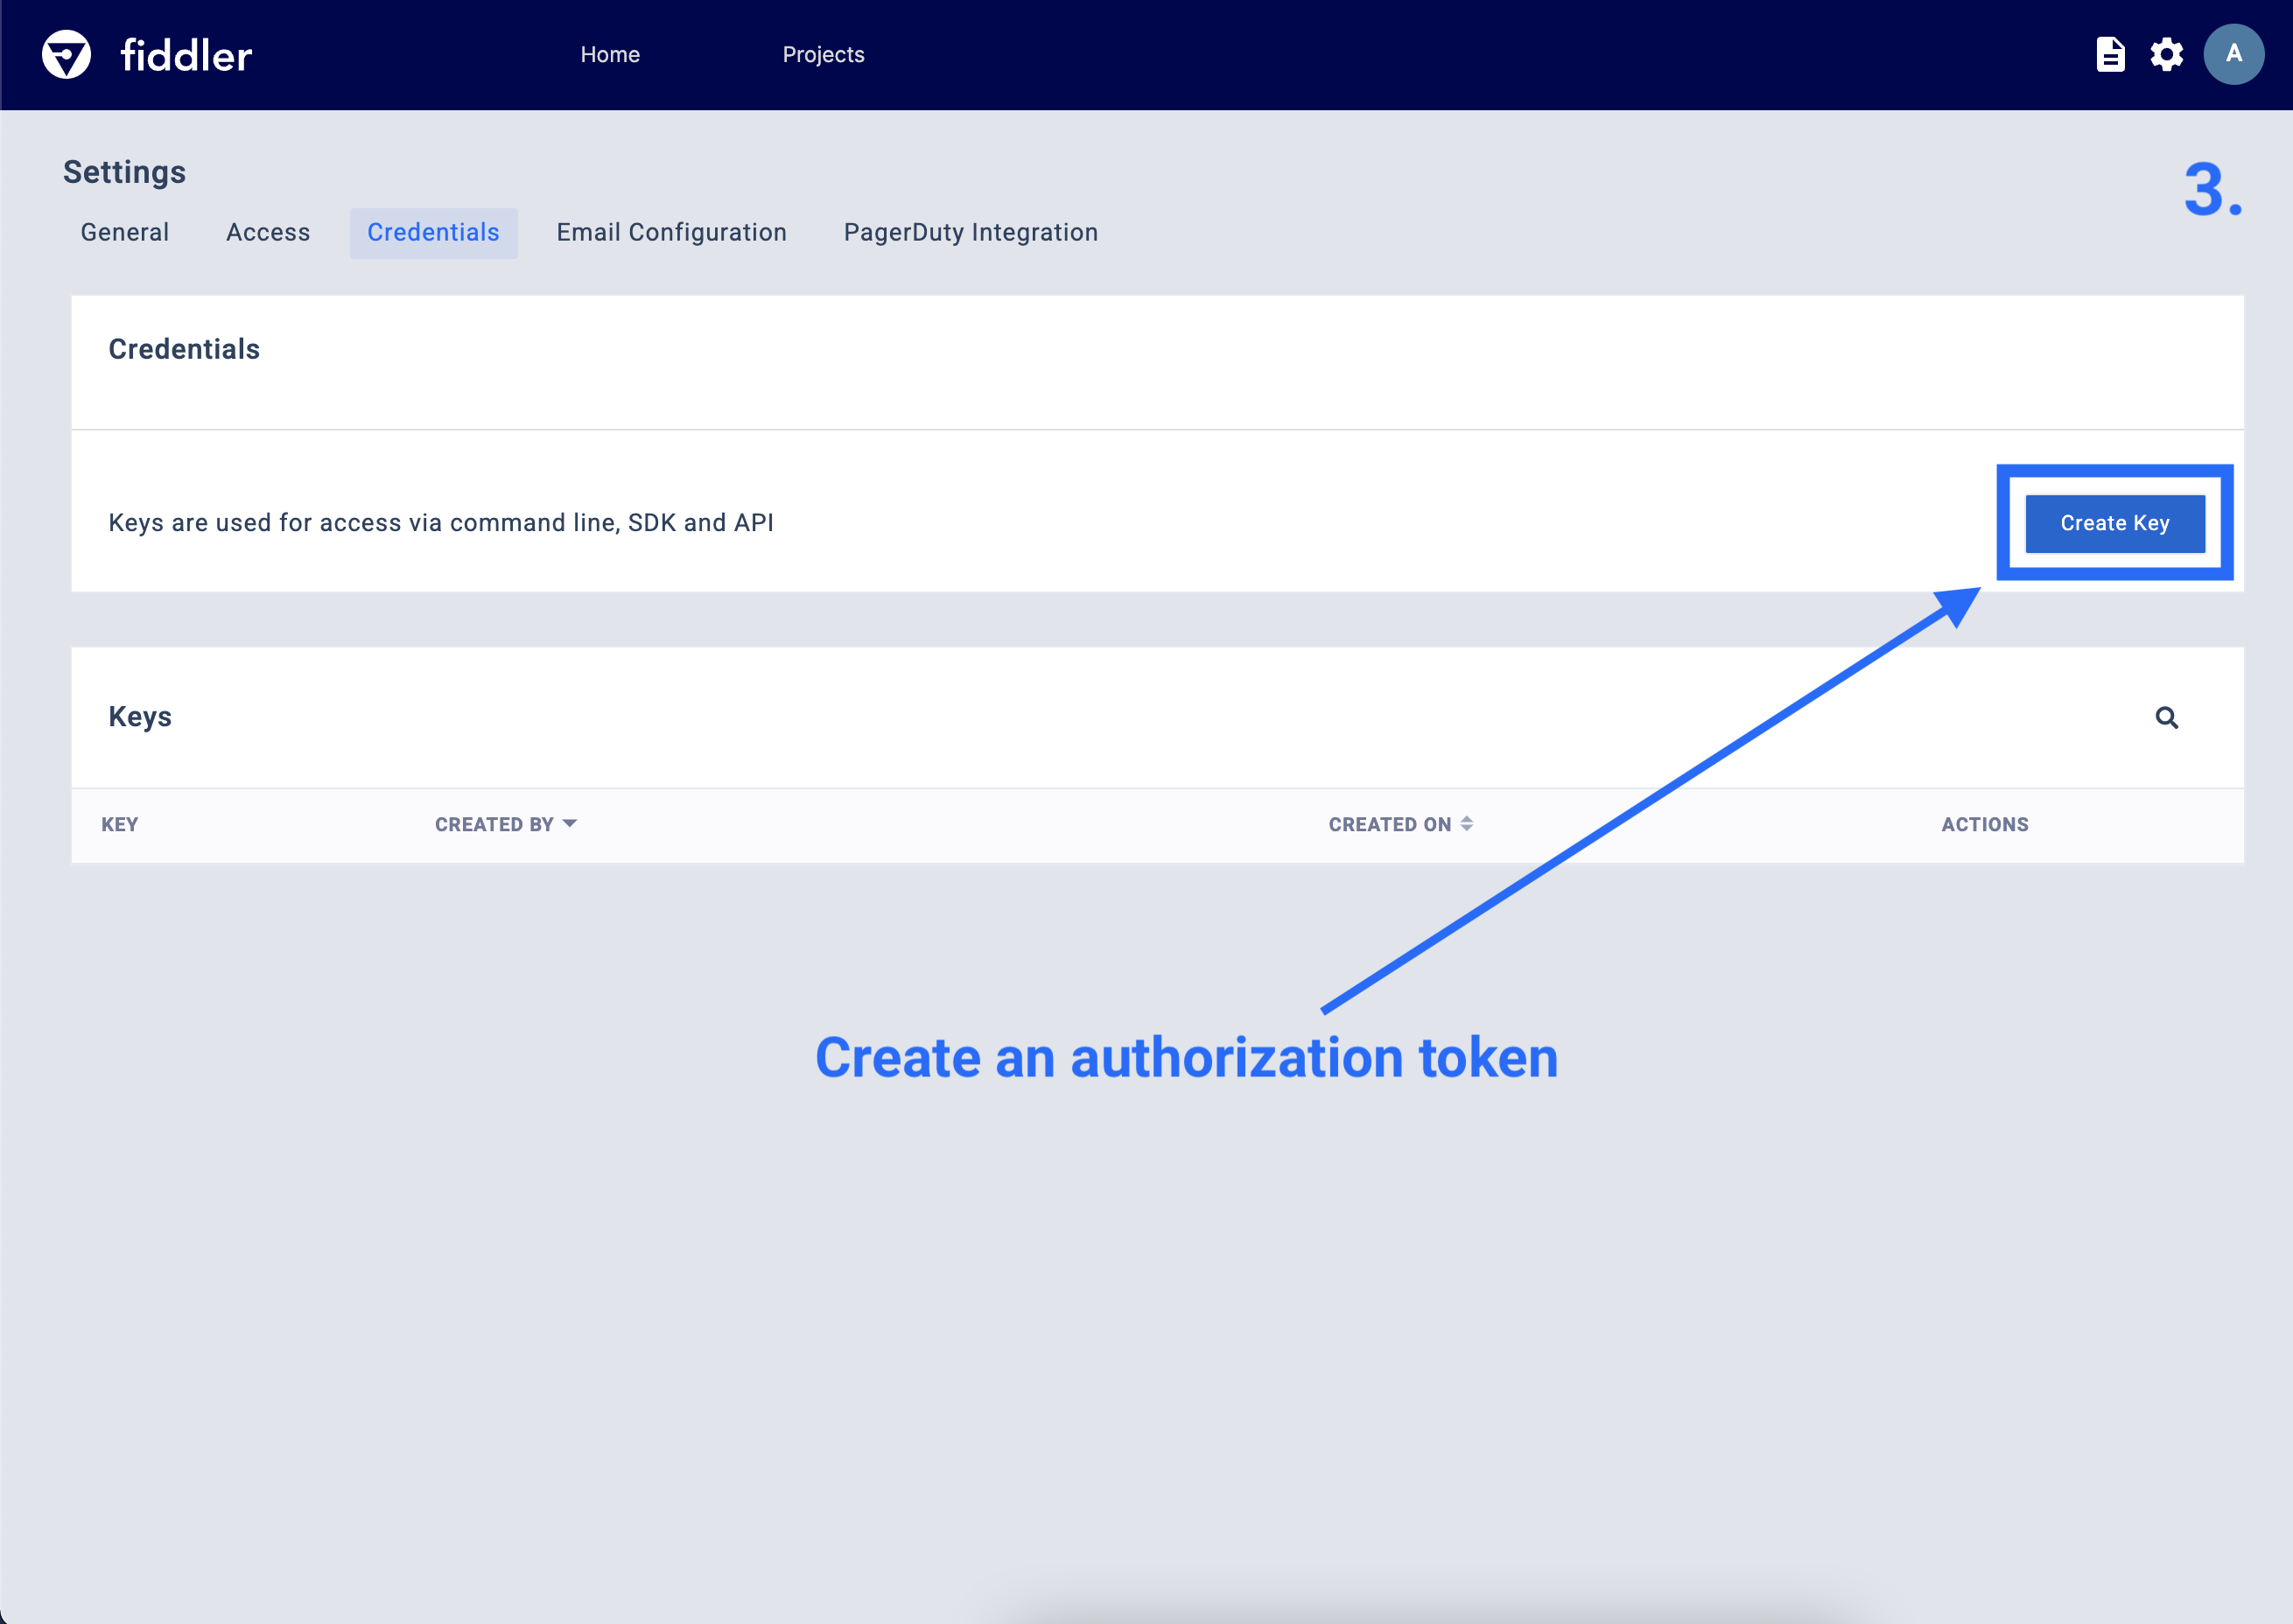 fiddler
Home Projects
A
Settings
3.
General Access Credentials Email Configuration PagerDuty Integration
Credentials
Keys are used for access via command line, SDK and API
Create Key
Keys
KEY CREATED BY CREATED ON ACTIONS
Create an authorization token